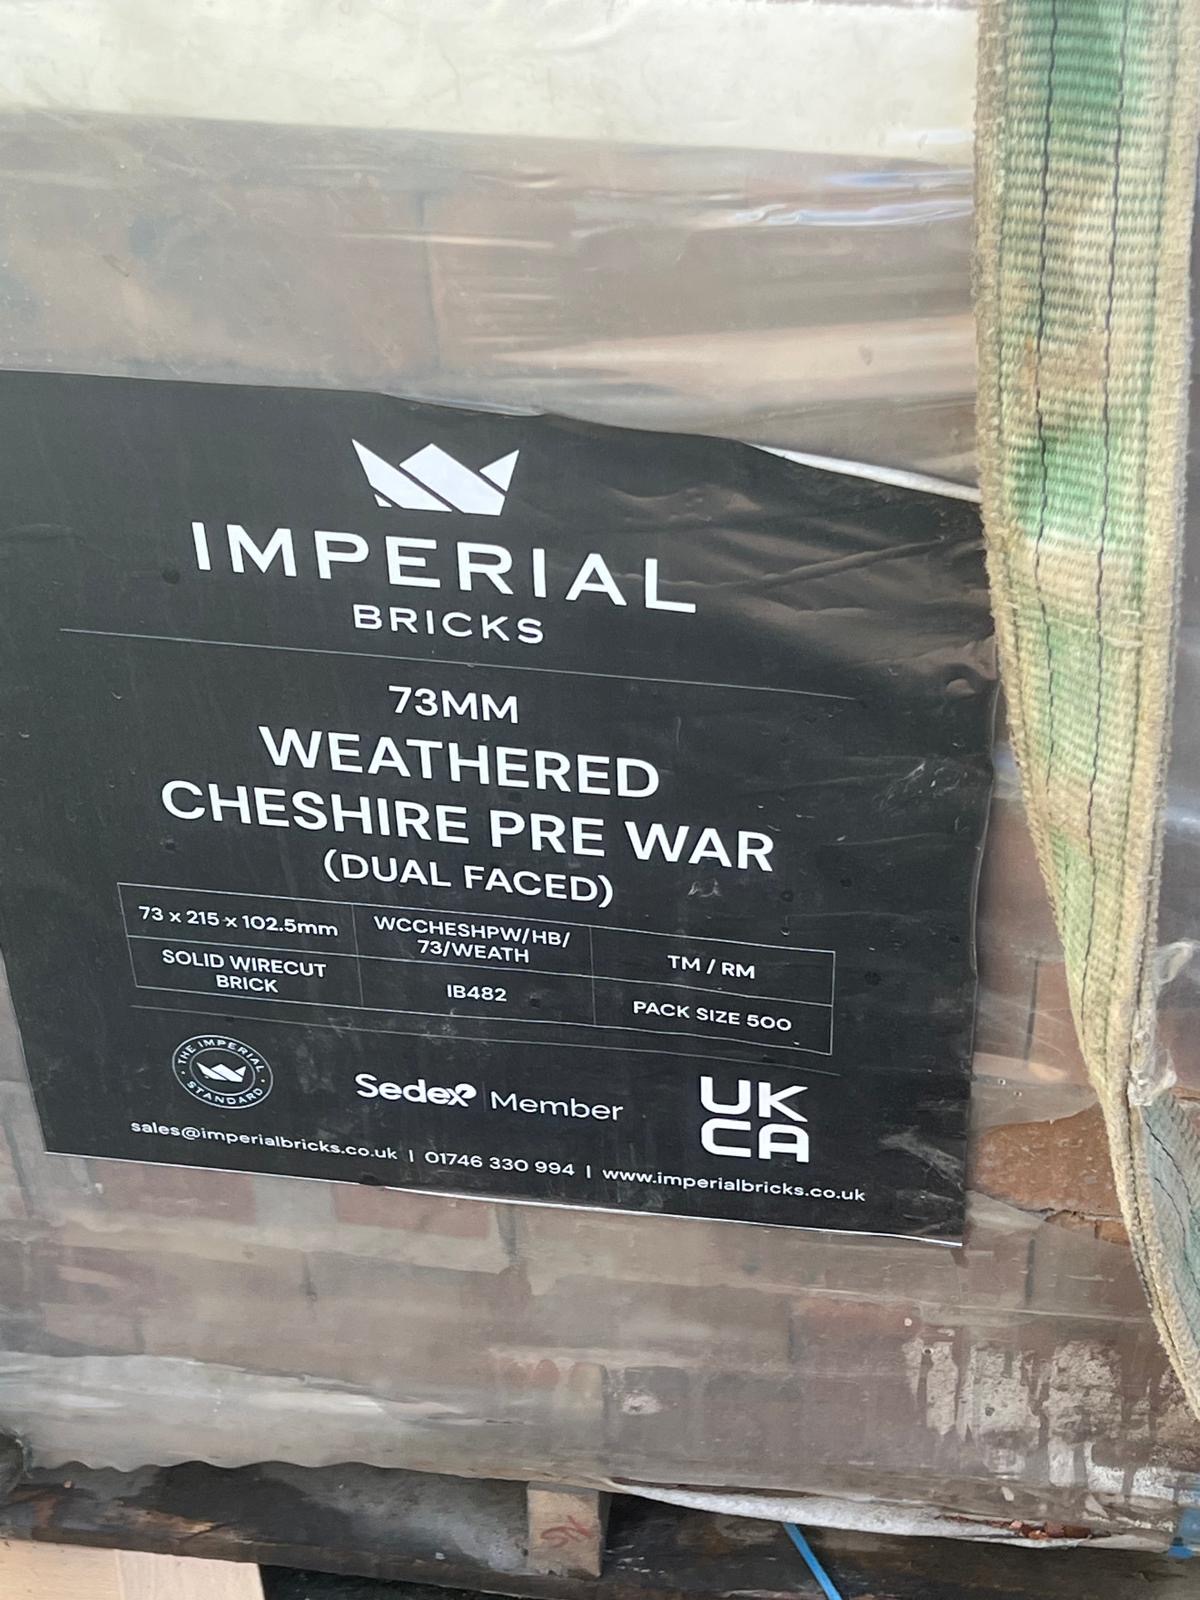 IMPERIAL
BRICKS
73MM
WEATHERED
CHESHIRE PRE WAR
(DUAL FACED)
73 x 215 x 102.5mm
WCCHESHPW/HB/
73/WEATH
TM / RM
SOLID WIRECUT
BRICK
IB482
PACK SIZE 500
THE IMPERIAL
STANDARD
Sedex | Member
UK
CA
sales@imperialbricks.co.uk | 01746 330 994 | www.imperialbricks.co.uk